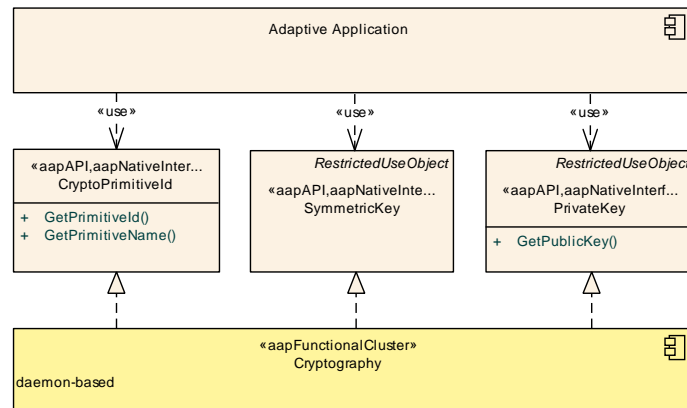 Adaptive Application
«use»
«use»
«use»
«aapAPI,aapNativeInter...
CryptoPrimitiveId
+ GetPrimitiveId()
+ GetPrimitiveName()
RestrictedUseObject
«aapAPI,aapNativeInte...
SymmetricKey
RestrictedUseObject
«aapAPI,aapNativeInterf...
PrivateKey
+ GetPublicKey()
«aapFunctionalCluster»
Cryptography
daemon-based